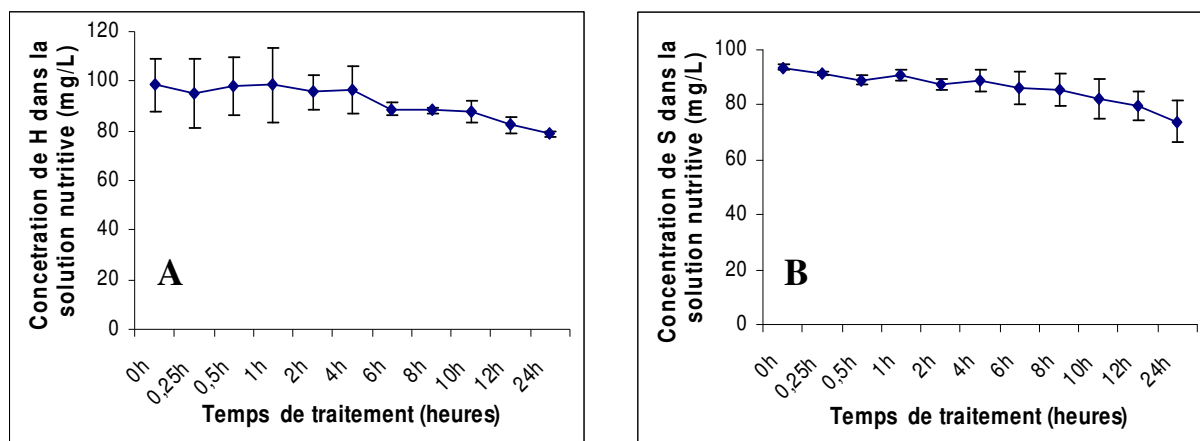 Concetration de H dans la
solution nutritive (mg/L)
120
100
80
60
40
20
0
A
0h
0,25h
0,5h
1h
2h
4h
6h
8h
10h
12h
24h
Temps de traitement (heures)
Concentration de S dans la
solution nutritive (mg/L)
100
80
60
40
20
0
B
0h
0,25h
0,5h
1h
2h
4h
6h
8h
10h
12h
24h
Temps de traitement (heures)